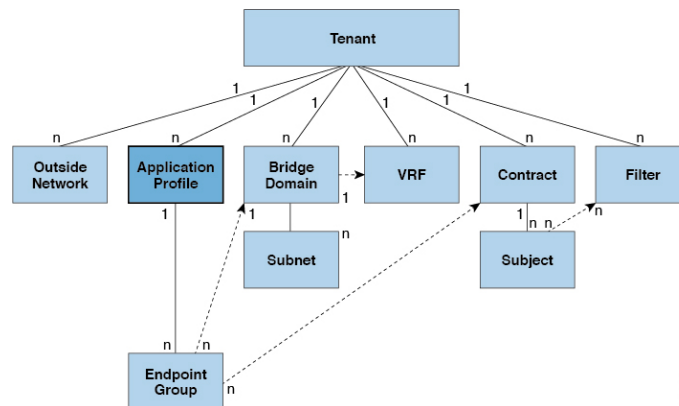 Tenant
1
1
1
1
1
1
n
n
n
n
n
n
Outside
Network
Application
Profile
Bridge
Domain
VRF
Contract
Filter
1
1
1
1
n
n
n
n
Subnet
Subject
n
n
n
Endpoint
Group